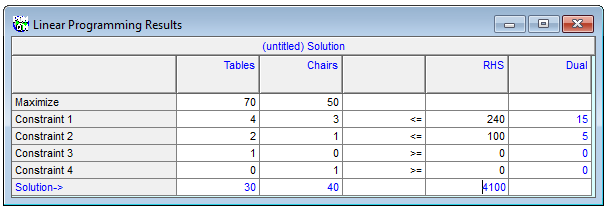 Linear Programming Results
(untitled) Solution
Tables Chairs RHS Dual
Maximize 70 50
Constraint 1 4 3 <= 240 15
Constraint 2 2 1 <= 100 5
Constraint 3 1 0 >= 0 0
Constraint 4 0 1 >= 0 0
Solution-> 30 40 4100